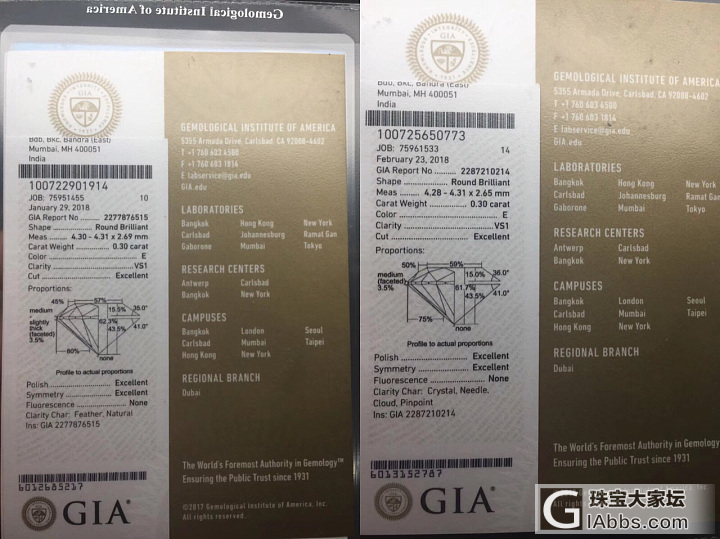 Gemological Institute of America
GIA
Bdb, Bkc, Bandra (East)
Mumbai, MH 400051
India
100722901914
JOB: 75951455 10
January 29, 2018
GIA Report No 2277876515
Shape Round Brilliant
Meas 4.30 - 4.31 x 2.69 mm
Carat Weight 0.30 carat
Color E
Clarity VS1
Cut Excellent
Proportions:
45% 57%
medium - slightly thick (faceted) 3.5%
15.5% 35.0°
62.3%
43.5% 41.0°
80% none
Profile to actual proportions
Polish Excellent
Symmetry Excellent
Fluorescence None
Clarity Char: Feather, Natural
Ins: GIA 2277876515
6012685217
GIA
GEMOLOGICAL INSTITUTE OF AMERICA
5355 Armada Drive, Carlsbad, CA 92008-4602
T +1 760 603 4500
F +1 760 603 1814
E labservice@gia.edu
GIA.edu
LABORATORIES
Bangkok Hong Kong New York
Carlsbad Johannesburg Ramat Gan
Gaborone Mumbai Tokyo
RESEARCH CENTERS
Antwerp Carlsbad
Bangkok New York
CAMPUSES
Bangkok London Seoul
Carlsbad Mumbai Taipei
Hong Kong New York
REGIONAL BRANCH
Dubai
The World's Foremost Authority in Gemology™
Ensuring the Public Trust since 1931
©2017 Gemological Institute of America, Inc.
All rights reserved.
GIA
Bdb, Bkc, Bandra (East)
Mumbai, MH 400051
India
100725650773
JOB: 75961533 14
February 23, 2018
GIA Report No 2287210214
Shape Round Brilliant
Meas 4.28 - 4.31 x 2.65 mm
Carat Weight 0.30 carat
Color E
Clarity VS1
Cut Excellent
Proportions:
50% 59%
medium (faceted) 3.5%
15.0% 36.0°
61.7%
43.5% 41.0°
75% none
Profile to actual proportions
Polish Excellent
Symmetry Excellent
Fluorescence None
Clarity Char: Crystal, Needle,
Cloud, Pinpoint
Ins: GIA 2287210214
6013152787
GIA
GEMOLOGICAL INSTITUTE OF AMERICA
5355 Armada Drive, Carlsbad, CA 92008-4602
T +1 760 603 4500
F +1 760 603 1814
E labservice@gia.edu
GIA.edu
LABORATORIES
Bangkok Hong Kong New York
Carlsbad Johannesburg Ramat Gan
Gaborone Mumbai Tokyo
RESEARCH CENTERS
Antwerp Carlsbad
Bangkok New York
CAMPUSES
Bangkok London Seoul
Carlsbad Mumbai Taipei
Hong Kong New York
REGIONAL BRANCH
Dubai
The World's Foremost Authority in Gemology
Ensuring the Public Trust since 1931
珠宝大家坛
GIAbbs.com